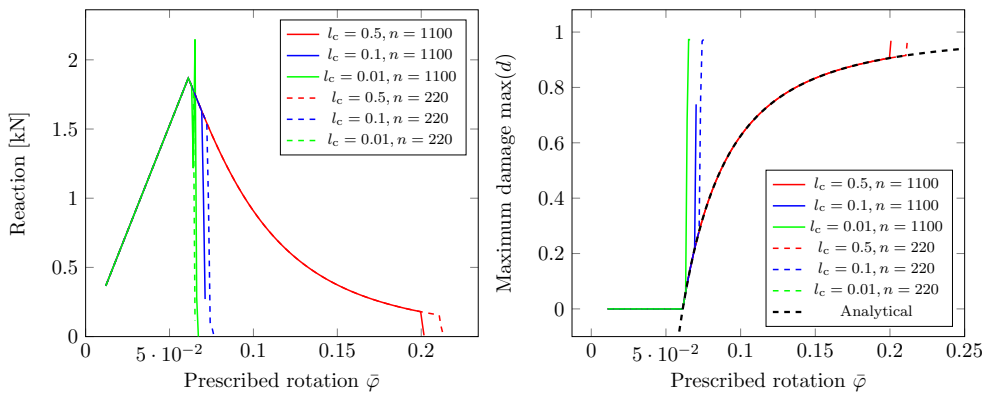 Reaction [kN]
2
1.5
1
0.5
0
0
5 · 10⁻²
0.1
0.15
0.2
Prescribed rotation φ̄
l_c = 0.5, n = 1100
l_c = 0.1, n = 1100
l_c = 0.01, n = 1100
l_c = 0.5, n = 220
l_c = 0.1, n = 220
l_c = 0.01, n = 220
Maximum damage max(d)
1
0.8
0.6
0.4
0.2
0
0
5 · 10⁻²
0.1
0.15
0.2
0.25
Prescribed rotation φ̄
l_c = 0.5, n = 1100
l_c = 0.1, n = 1100
l_c = 0.01, n = 1100
l_c = 0.5, n = 220
l_c = 0.1, n = 220
l_c = 0.01, n = 220
Analytical